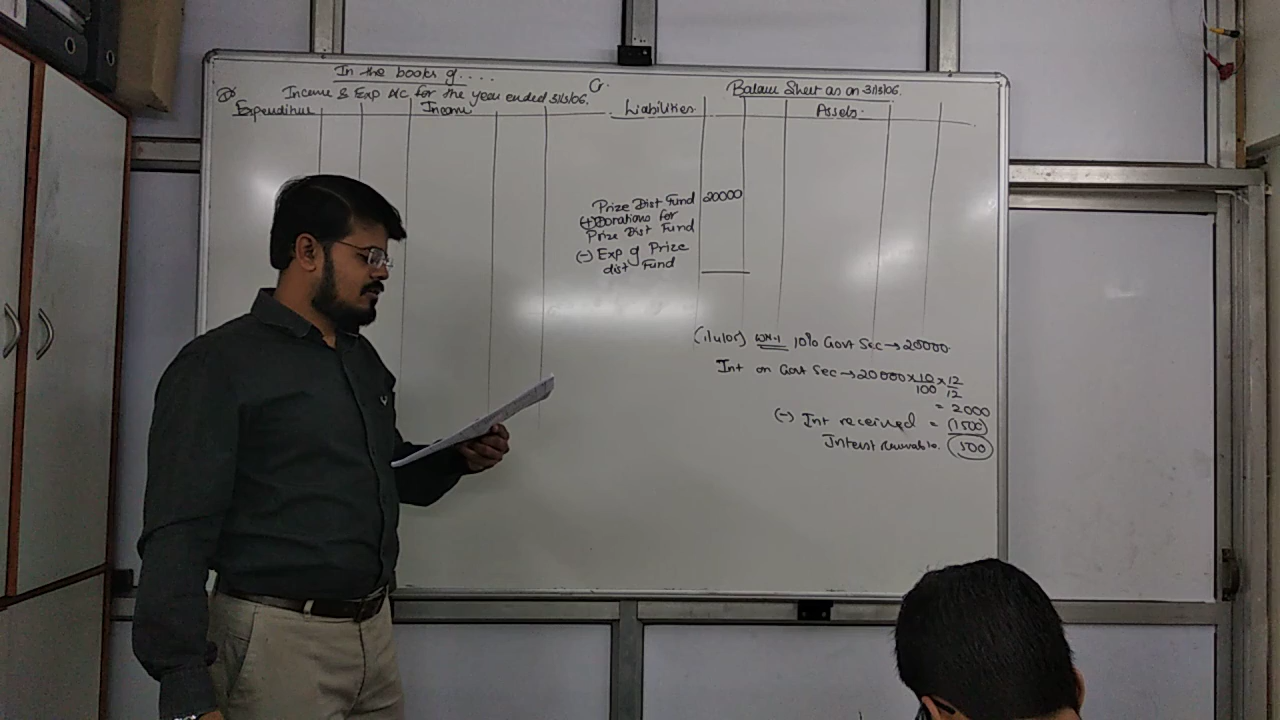 In the books of....
Dr Income & Exp A/C for the year ended 31/3/06. Cr.
Expenditure Income
Balance Sheet as on 31/3/06.
Liabilities Assets
Prize Dist Fund 20000
(+) Donations for
Prize Dist Fund
(-) Exp of Prize
dist Fund
(1/4/05) WN-1 10% Govt Sec → 20000
Int on Govt Sec → 20000 × 10/100 × 12/12
= 2000
(-) Int received = (1500)
Interest receivable. 500